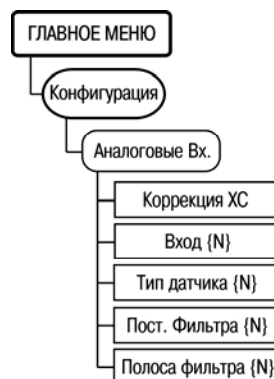 ГЛАВНОЕ МЕНЮ
Конфигурация
Аналоговые Вх.
Коррекция ХС
Вход {N}
Тип датчика {N}
Пост. Фильтра {N}
Полоса фильтра {N}